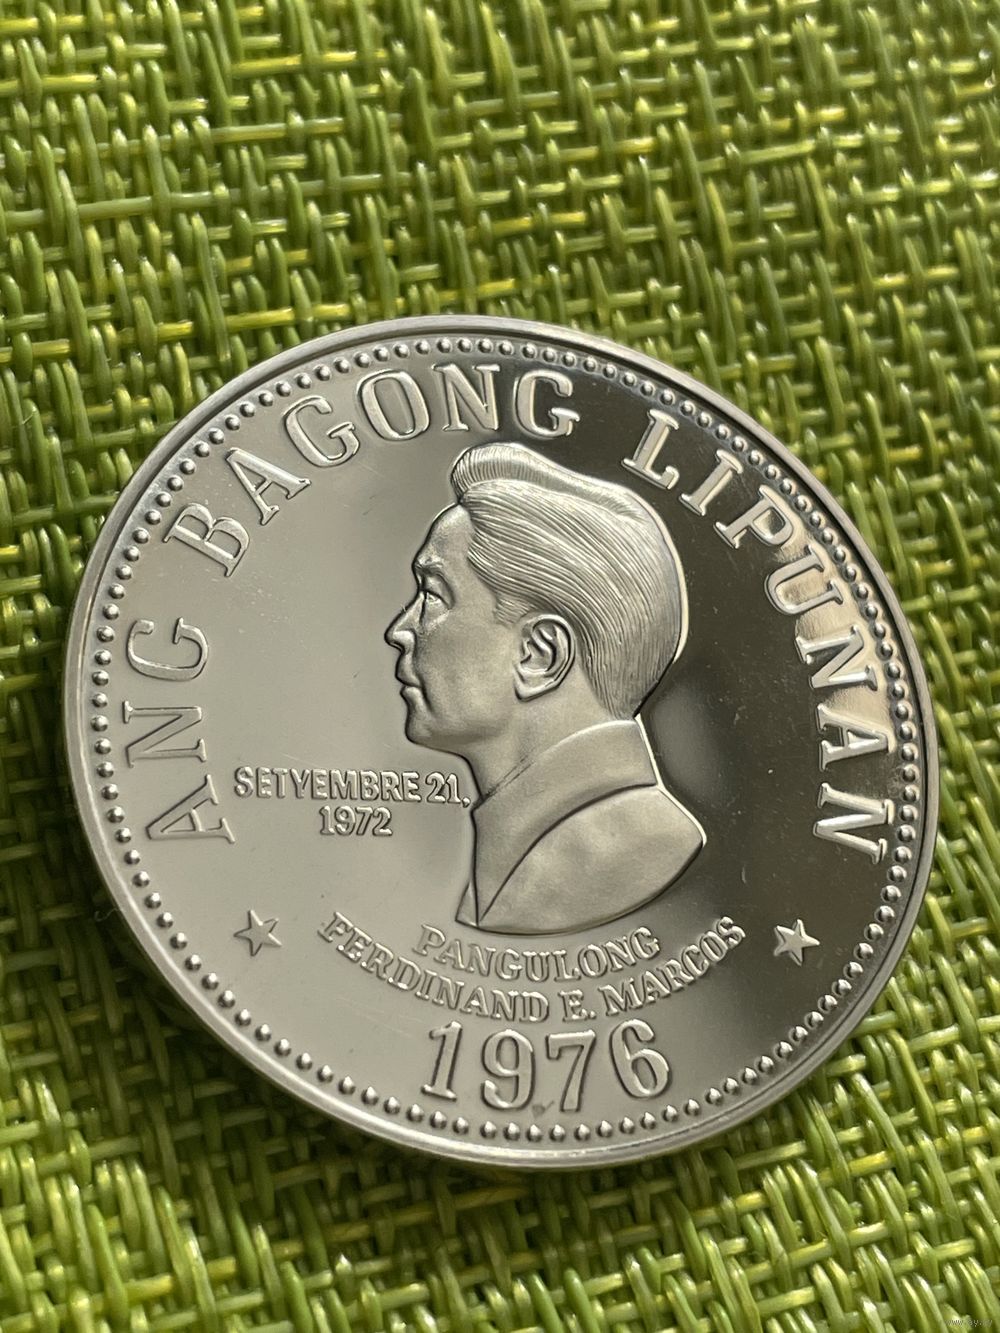 ANG BAGONG LIPUNAN
SETYEMBRE 21,
1972
PANGULONG
FERDINAND E. MARCOS
1976